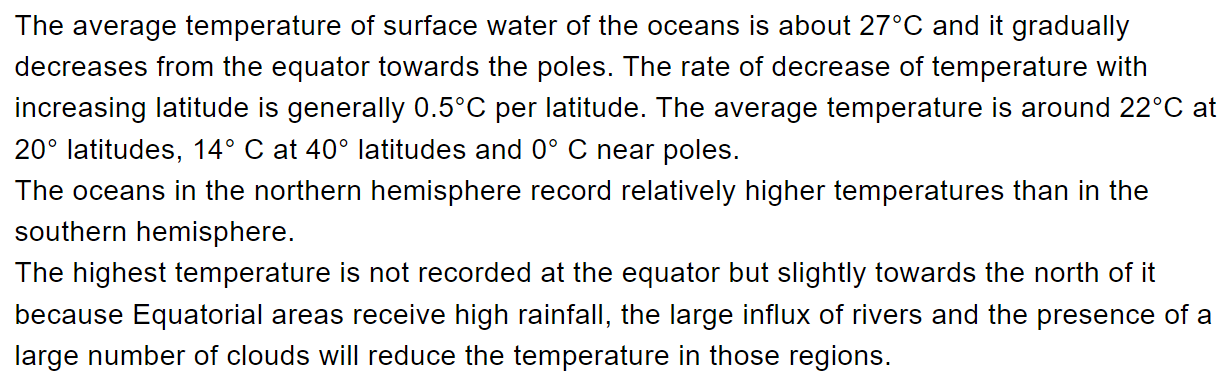 The average temperature of surface water of the oceans is about 27°C and it gradually
decreases from the equator towards the poles. The rate of decrease of temperature with
increasing latitude is generally 0.5°C per latitude. The average temperature is around 22°C at
20° latitudes, 14° C at 40° latitudes and 0° C near poles.
The oceans in the northern hemisphere record relatively higher temperatures than in the
southern hemisphere.
The highest temperature is not recorded at the equator but slightly towards the north of it
because Equatorial areas receive high rainfall, the large influx of rivers and the presence of a
large number of clouds will reduce the temperature in those regions.